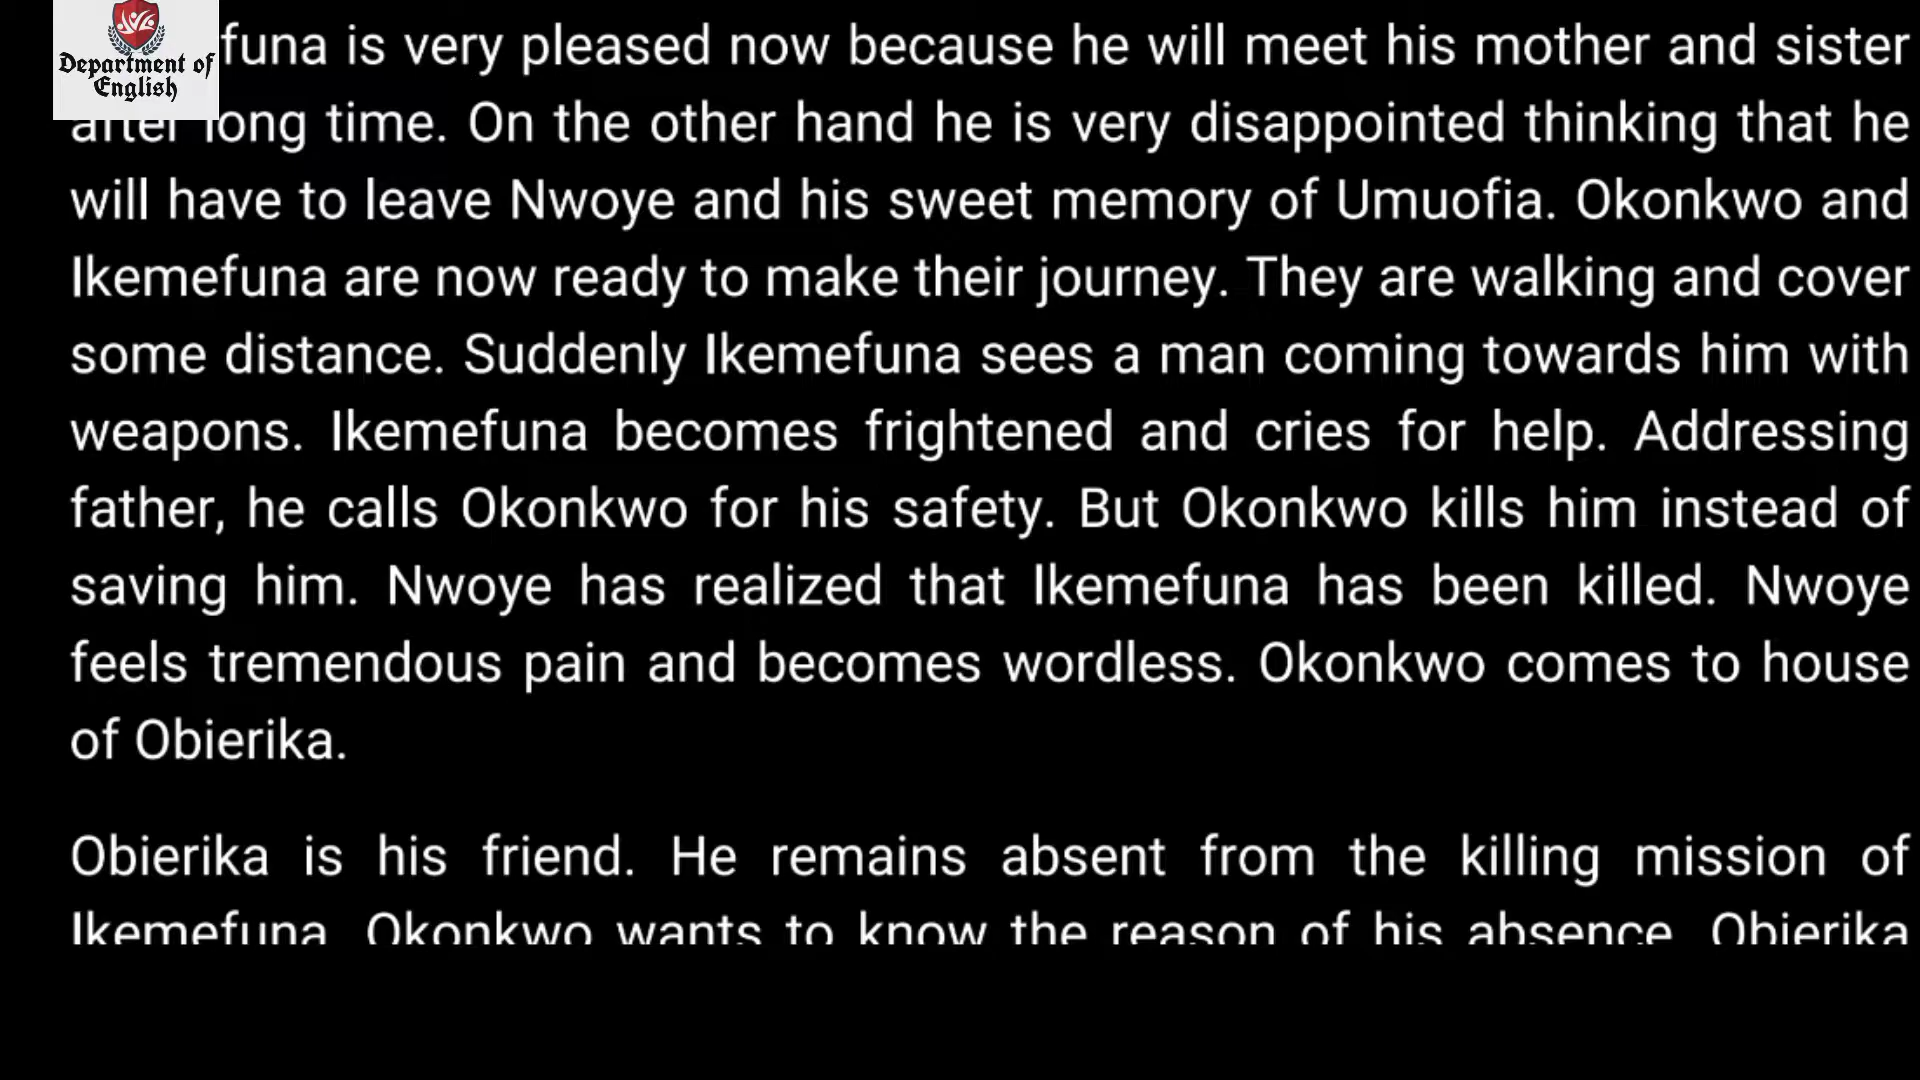 Department of
English
funa is very pleased now because he will meet his mother and sister
after long time. On the other hand he is very disappointed thinking that he
will have to leave Nwoye and his sweet memory of Umuofia. Okonkwo and
Ikemefuna are now ready to make their journey. They are walking and cover
some distance. Suddenly Ikemefuna sees a man coming towards him with
weapons. Ikemefuna becomes frightened and cries for help. Addressing
father, he calls Okonkwo for his safety. But Okonkwo kills him instead of
saving him. Nwoye has realized that Ikemefuna has been killed. Nwoye
feels tremendous pain and becomes wordless. Okonkwo comes to house
of Obierika.
Obierika is his friend. He remains absent from the killing mission of
Ikemefuna. Okonkwo wants to know the reason of his absence. Obierika